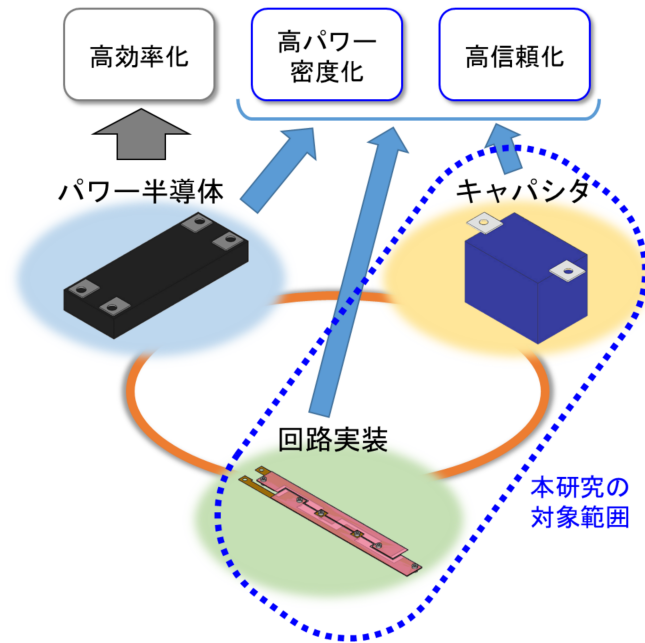 高効率化
高パワー
密度化
高信頼化
パワー半導体
キャパシタ
回路実装
本研究の
対象範囲